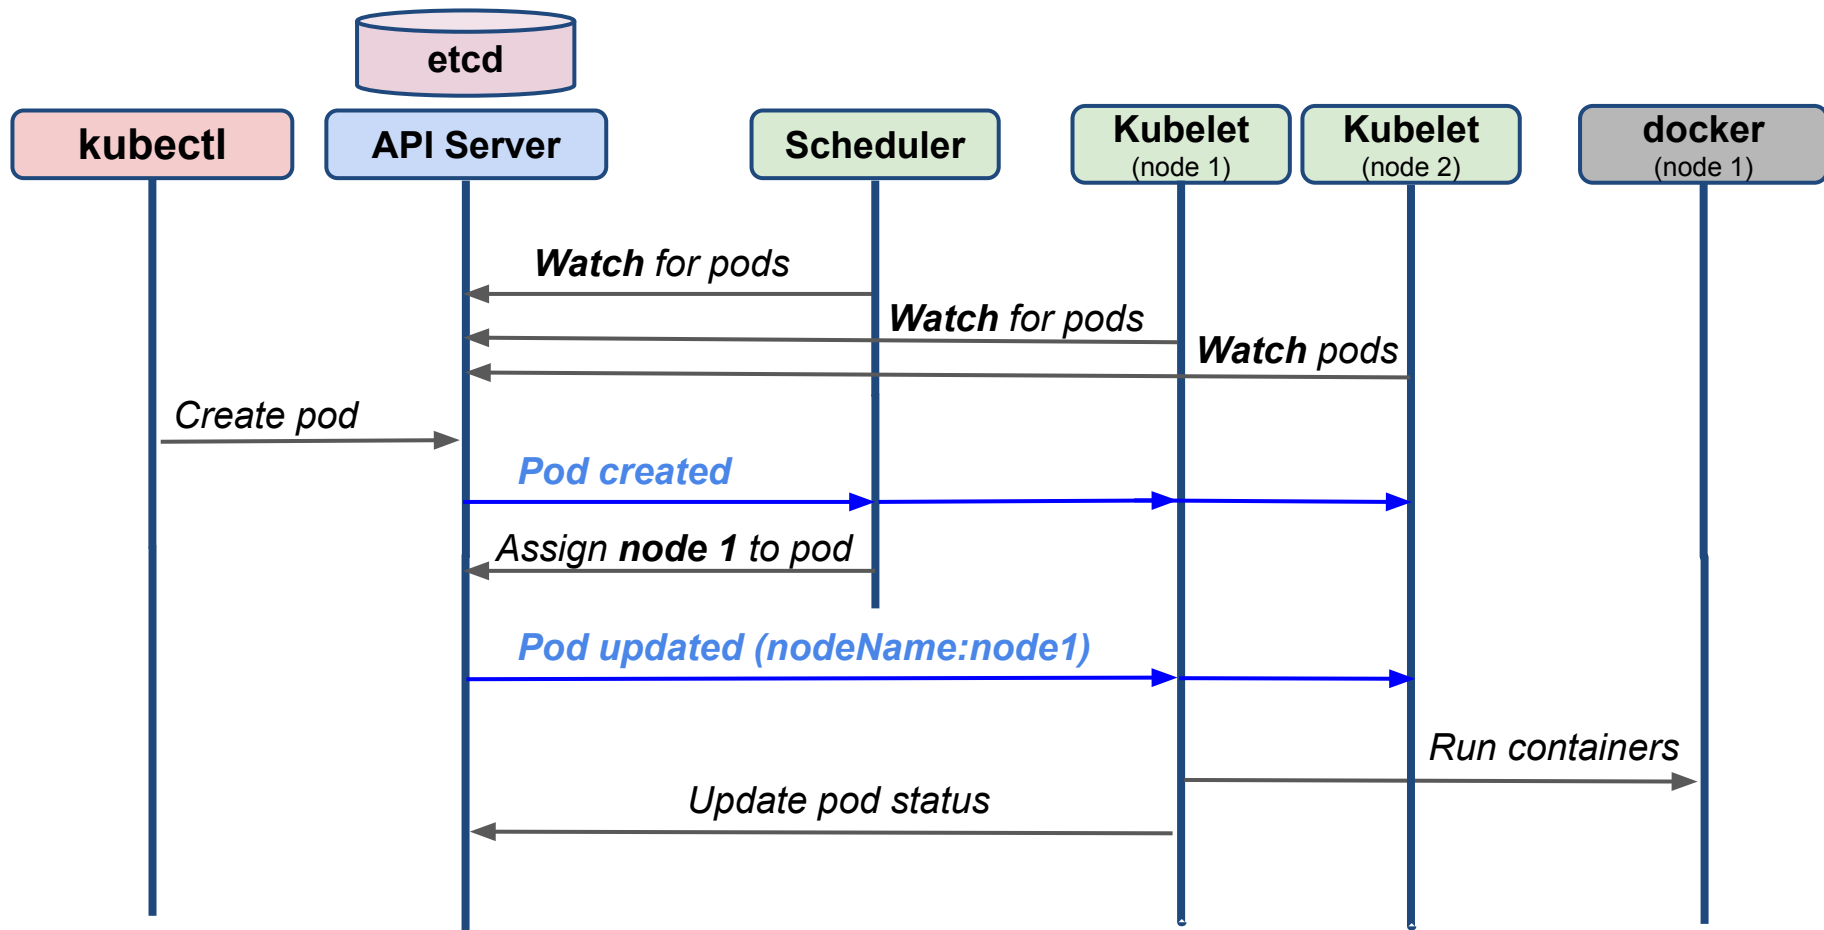 etcd
kubectl
API Server
Scheduler
Kubelet
(node 1)
Kubelet
(node 2)
docker
(node 1)
Watch for pods
Watch for pods
Watch pods
Create pod
Pod created
Assign node 1 to pod
Pod updated (nodeName:node1)
Run containers
Update pod status